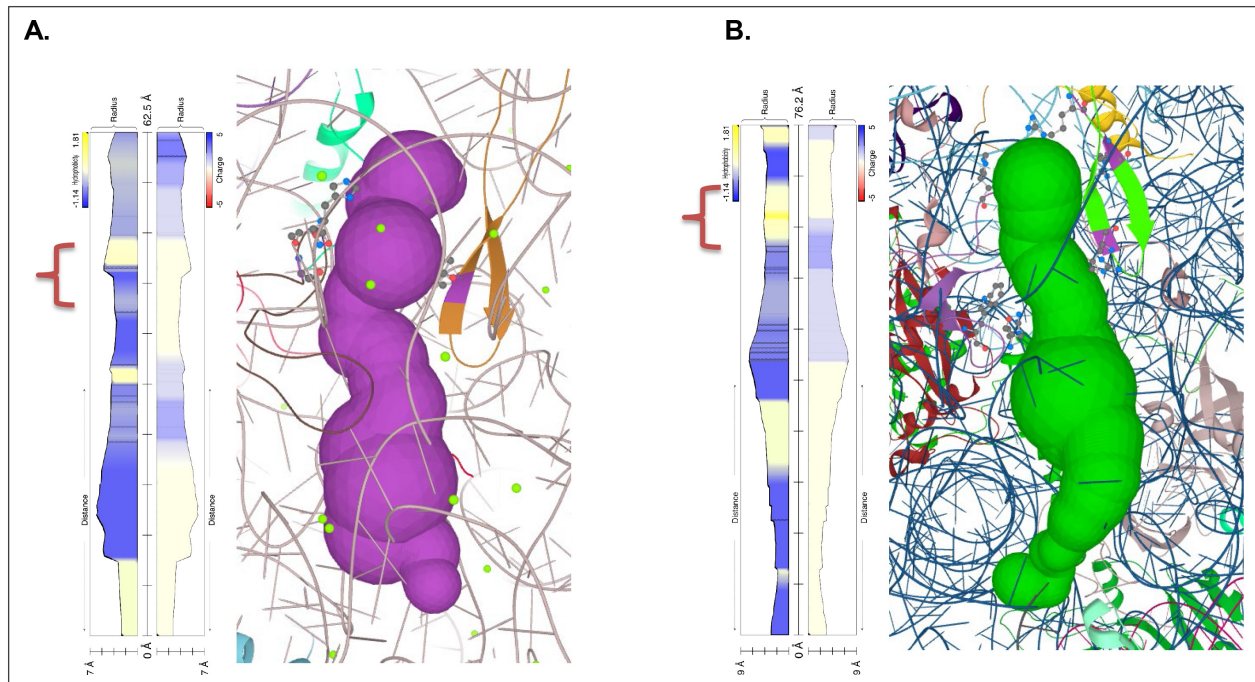 A.
Radius
62.5 Å
Radius
1.81
Hydrophobicity
-1.14
5
Charge
-5
Distance
Distance
7 Å
0 Å
7 Å
B.
Radius
76.2 Å
Radius
1.81
Hydrophobicity
-1.14
5
Charge
-5
Distance
Distance
9 Å
0 Å
9 Å